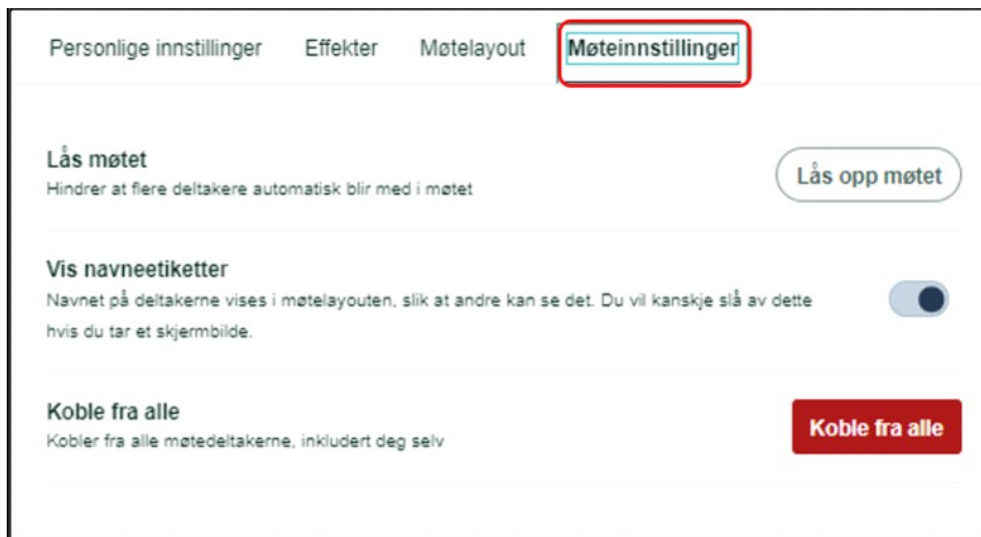 Personlige innstillinger Effekter Møtelayout Møteinnstillinger
Lås møtet
Hindrer at flere deltakere automatisk blir med i møtet
Lås opp møtet
Vis navneetiketter
Navnet på deltakerne vises i møtelayouten, slik at andre kan se det. Du vil kanskje slå av dette
hvis du tar et skjermbilde.
Koble fra alle
Kobler fra alle møtedeltakerne, inkludert deg selv
Koble fra alle